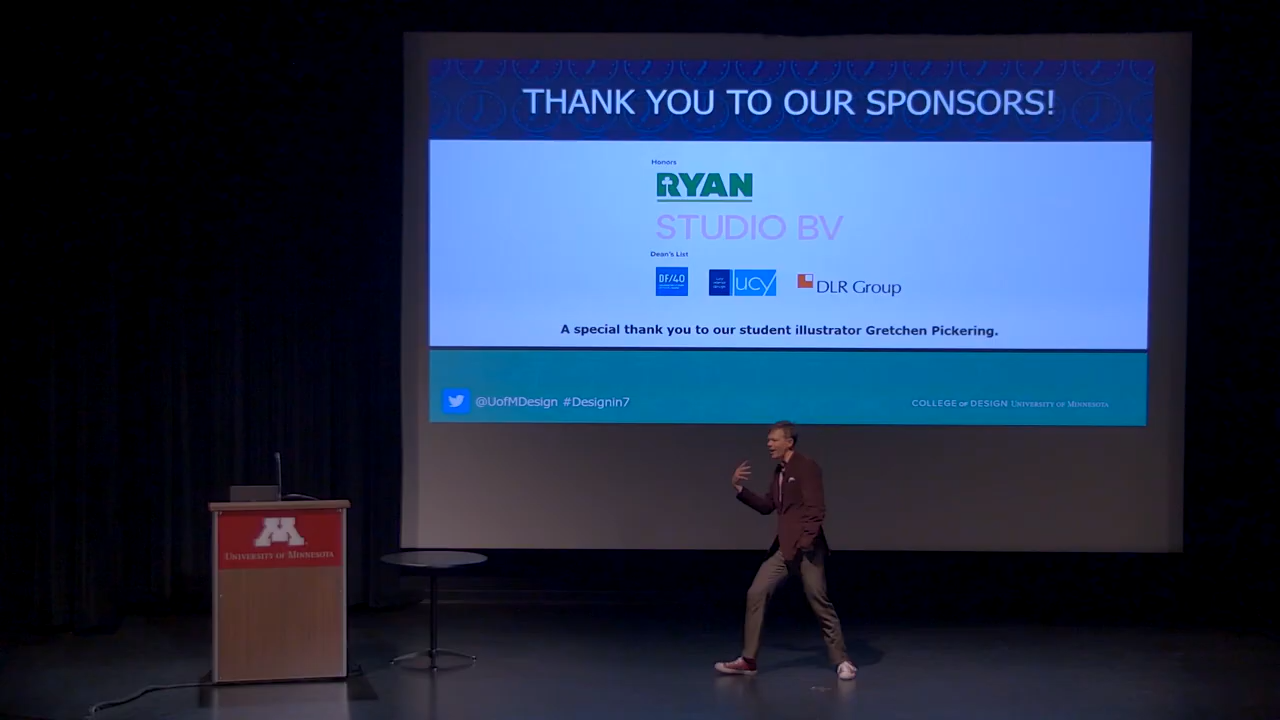 THANK YOU TO OUR SPONSORS!
Honors
RYAN
STUDIO BV
Dean's List
DF/40
ucy
DLR Group
A special thank you to our student illustrator Gretchen Pickering.
@UofMDesign #Designin7
COLLEGE OF DESIGN UNIVERSITY OF MINNESOTA
M
UNIVERSITY OF MINNESOTA